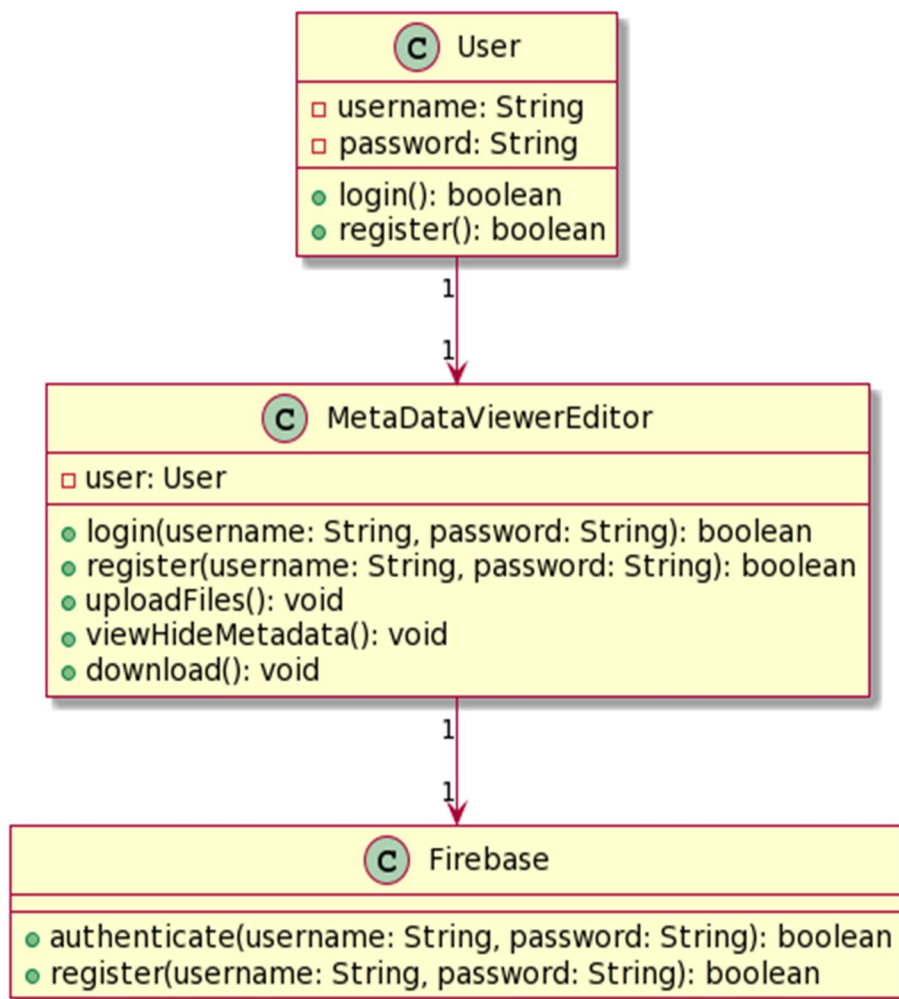 C User
username: String
password: String
login(): boolean
register(): boolean
1
1
C MetaDataViewerEditor
user: User
login(username: String, password: String): boolean
register(username: String, password: String): boolean
uploadFiles(): void
viewHideMetadata(): void
download(): void
1
1
C Firebase
authenticate(username: String, password: String): boolean
register(username: String, password: String): boolean